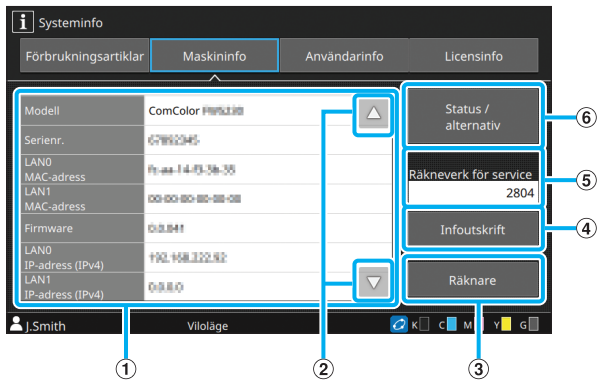 i Systeminfo
Förbrukningsartiklar Maskininfo Användarinfo Licensinfo
Modell ComColor
Serienr.
LAN0
MAC-adress
LAN1
MAC-adress
Firmware
LAN0
IP-adress (IPv4)
LAN1
IP-adress (IPv4)
Status /
alternativ
Räkneverk för service
2804
Infoutskrift
Räknare
J.Smith Viloläge K C M Y G
6
5
4
1 2 3